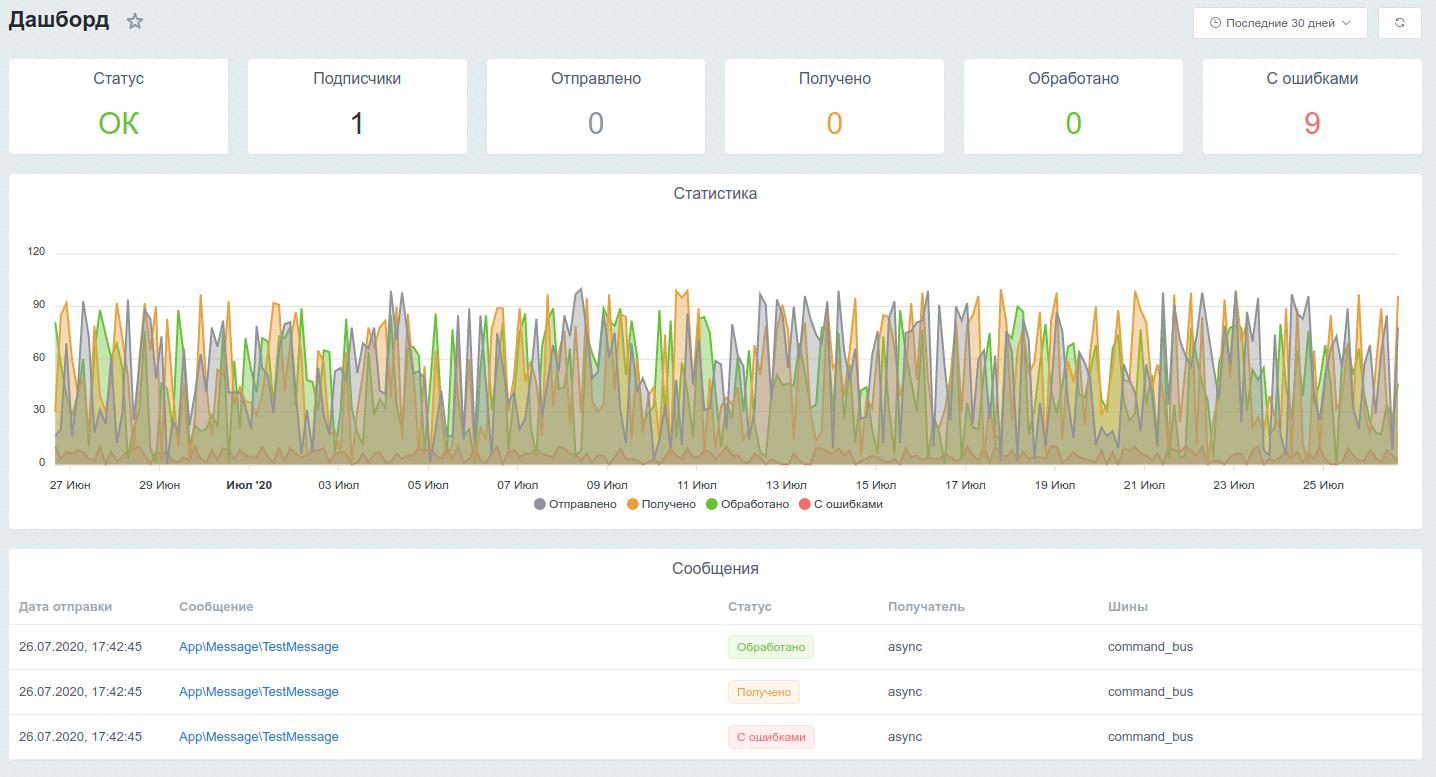 Дашборд
Последние 30 дней
Статус Подписчики Отправлено Получено Обработано С ошибками
OK 1 0 0 0 9
Статистика
120
90
60
30
0
27 Июн 29 Июн Июл '20 03 Июл 05 Июл 07 Июл 09 Июл 11 Июл 13 Июл 15 Июл 17 Июл 19 Июл 21 Июл 23 Июл 25 Июл
Отправлено Получено Обработано С ошибками
Сообщения
Дата отправки Сообщение Статус Получатель Шины
26.07.2020, 17:42:45 App\Message\TestMessage Обработано async command_bus
26.07.2020, 17:42:45 App\Message\TestMessage Получено async command_bus
26.07.2020, 17:42:45 App\Message\TestMessage С ошибками async command_bus